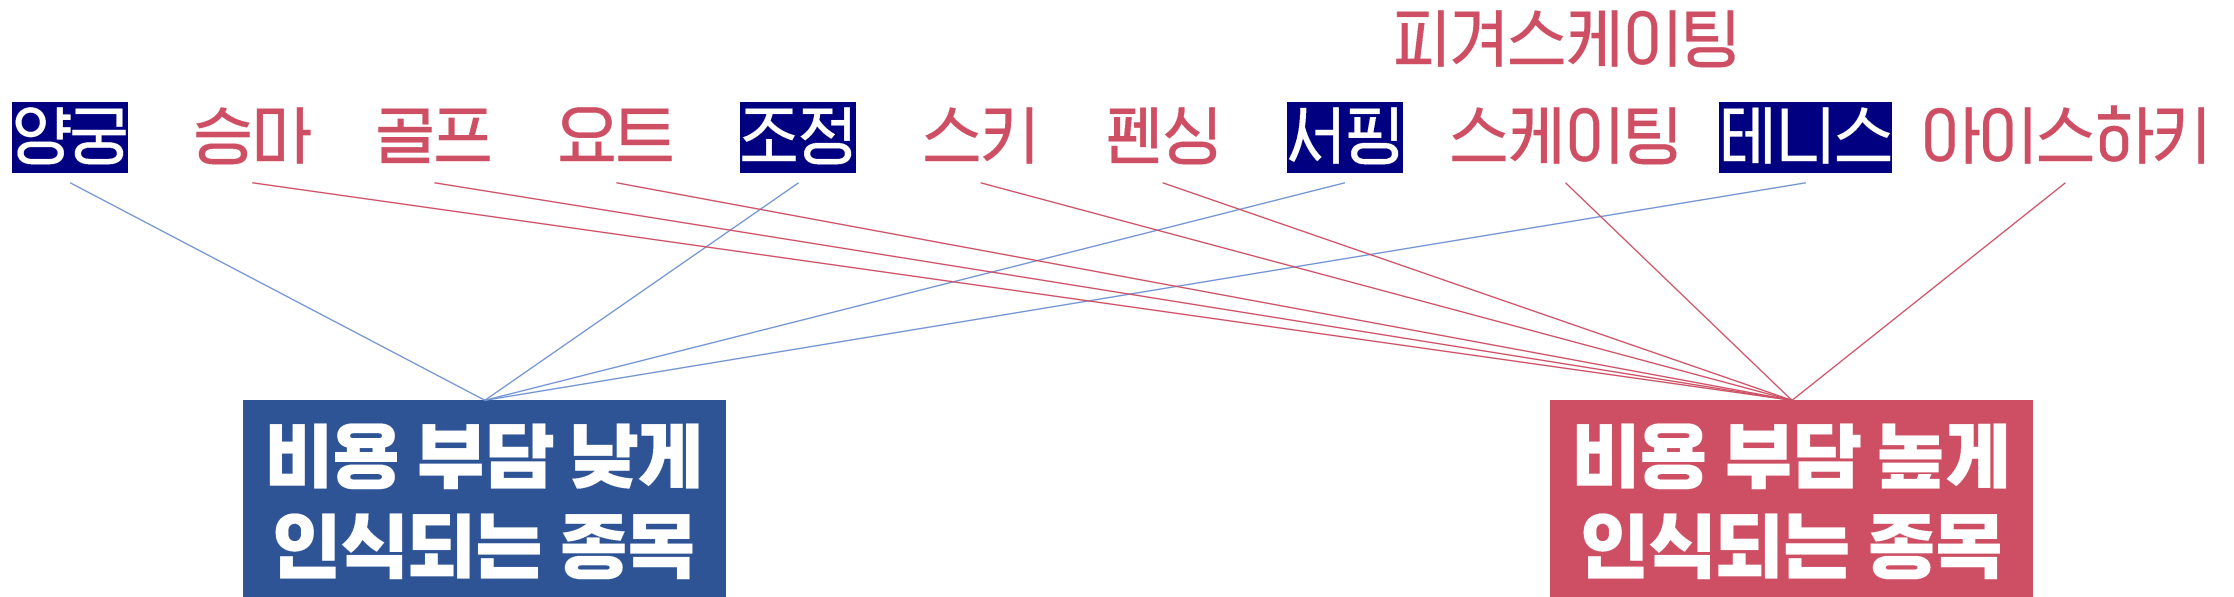 피겨스케이팅
양궁 승마 골프 요트 조정 스키 펜싱 서핑 스케이팅 테니스 아이스하키
비용 부담 낮게
인식되는 종목
비용 부담 높게
인식되는 종목